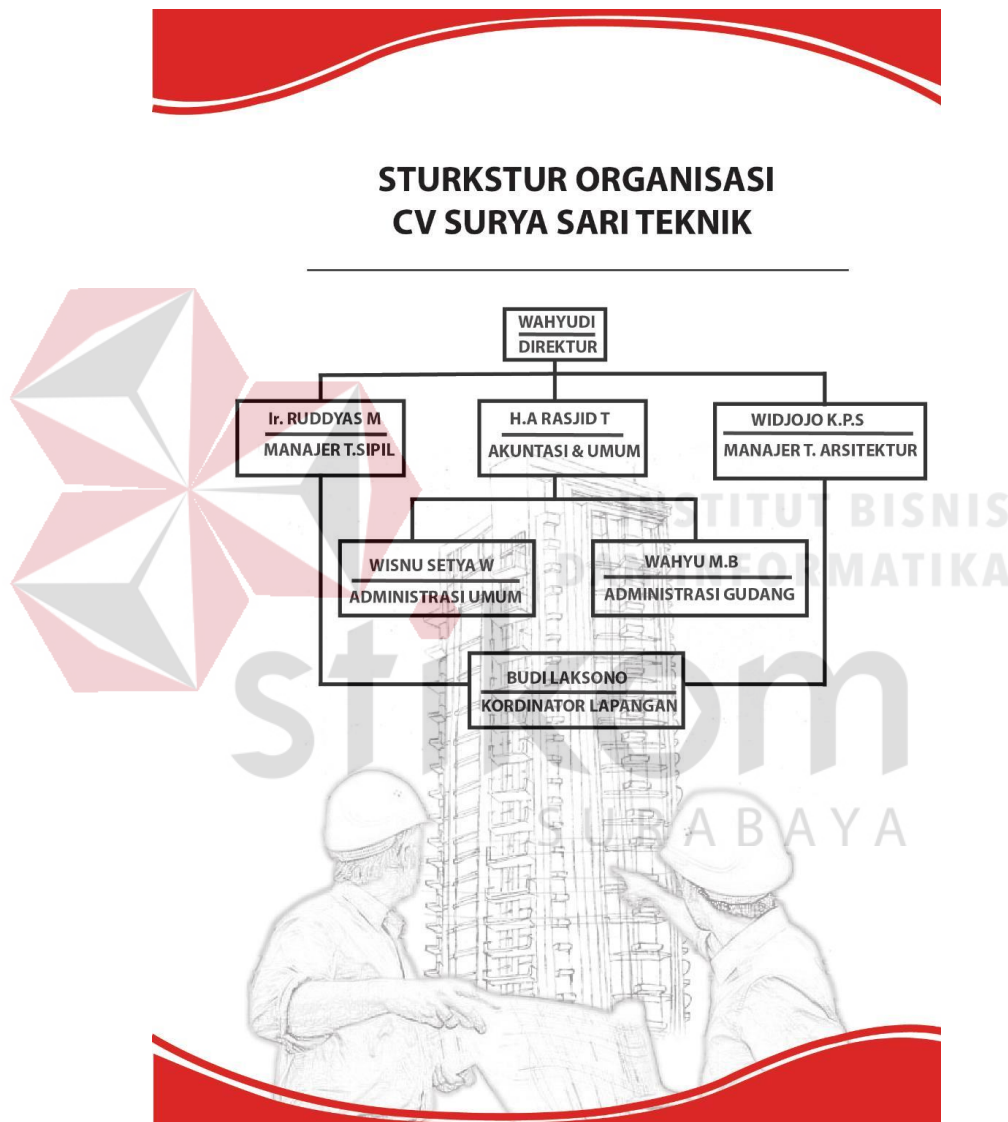 STURKSTUR ORGANISASI
CV SURYA SARI TEKNIK
WAHYUDI
DIREKTUR
Ir. RUDDYAS M
MANAJER T.SIPIL
H.A RASJID T
AKUNTASI & UMUM
WIDJOJO K.P.S
MANAJER T. ARSITEKTUR
INSTITUT BISNIS
DAN INFORMATIKA
WISNU SETYA W
ADMINISTRASI UMUM
WAHYU M.B
ADMINISTRASI GUDANG
BUDI LAKSONO
KORDINATOR LAPANGAN
stikom
SURABAYA